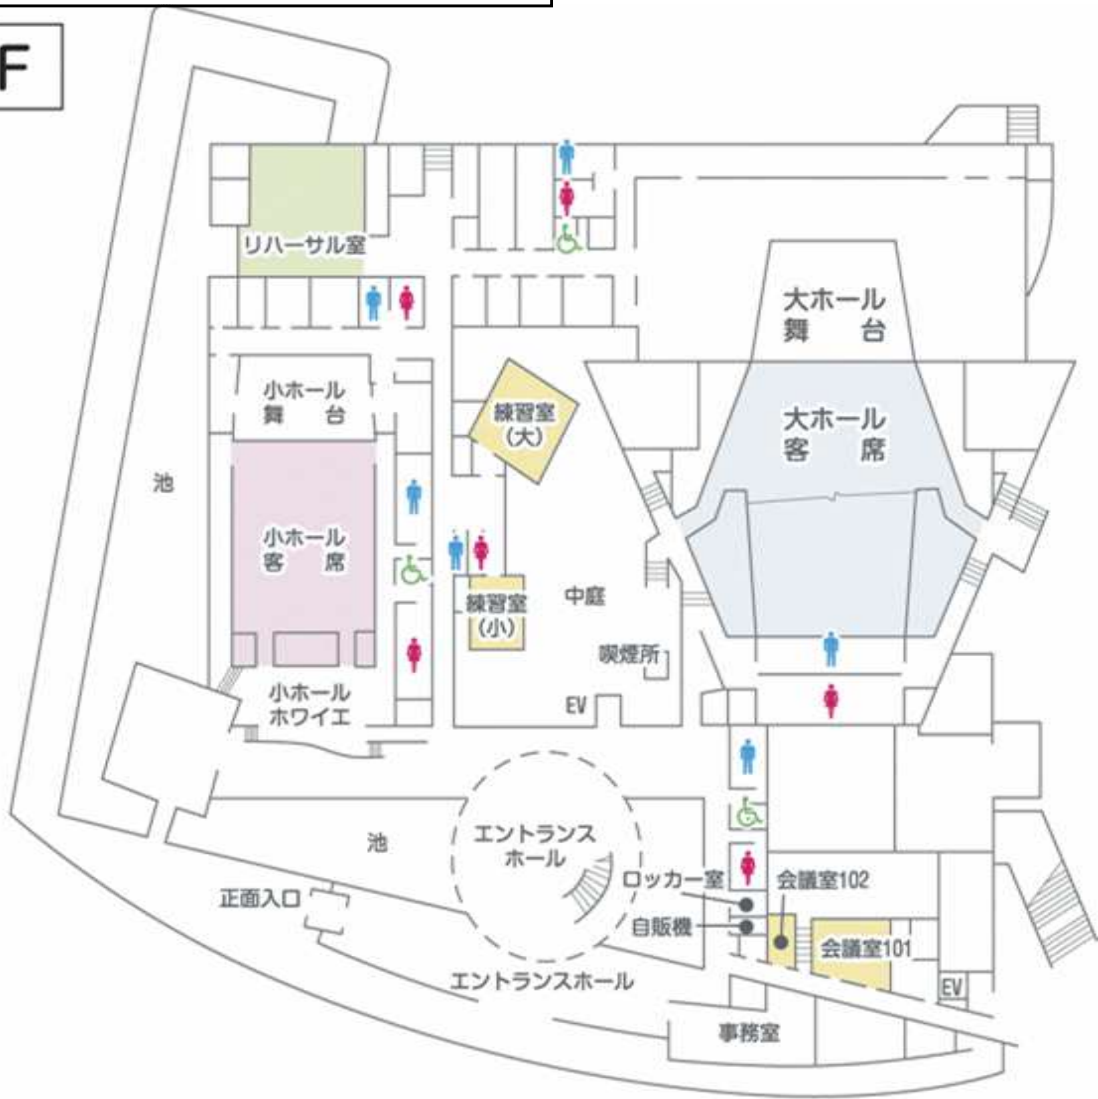 F
リハーサル室
大ホール
舞　台
小ホール
舞　台
練習室
(大)
大ホール
客　席
池
小ホール
客　席
練習室
(小)
中庭
喫煙所
小ホール
ホワイエ
EV
池
エントランス
ホール
ロッカー室
会議室102
正面入口
自販機
会議室101
エントランスホール
EV
事務室